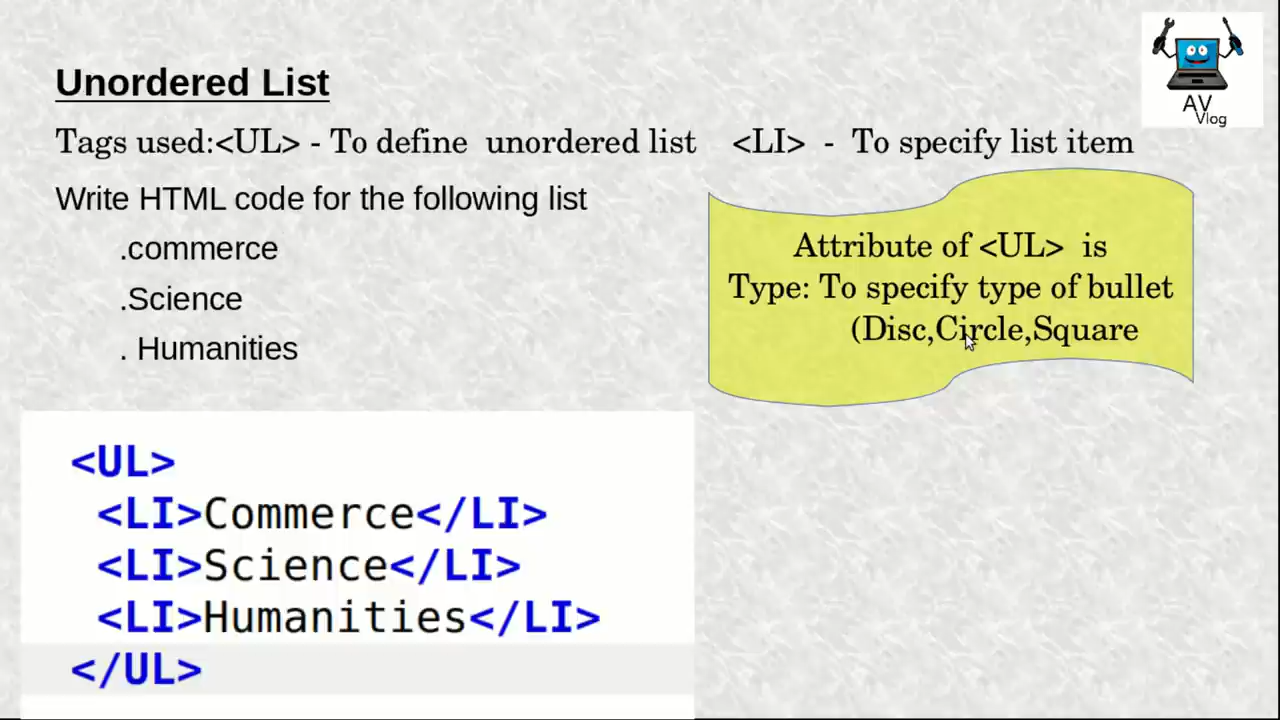 Unordered List
Tags used:<UL> - To define unordered list <LI> - To specify list item
Write HTML code for the following list
.commerce
.Science
. Humanities
Attribute of <UL> is
Type: To specify type of bullet
(Disc,Circle,Square
<UL>
<LI>Commerce</LI>
<LI>Science</LI>
<LI>Humanities</LI>
</UL>
AV
Vlog